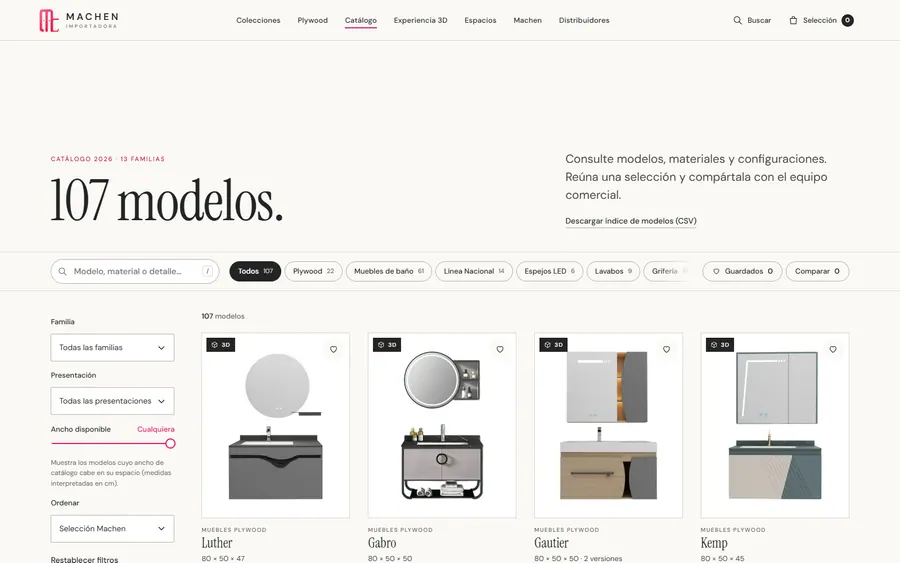 MACHEN
IMPORTADORA
Colecciones
Plywood
Catálogo
Experiencia 3D
Espacios
Machen
Distribuidores
Buscar
Selección 0
CATÁLOGO 2026 · 13 FAMILIAS
107 modelos.
Consulte modelos, materiales y configuraciones.
Reúna una selección y compártala con el equipo
comercial.
Descargar índice de modelos (CSV)
Modelo, material o detalle... /
Todos 107
Plywood 22
Muebles de baño 61
Línea Nacional 14
Espejos LED 6
Lavabos 9
Grifería
Guardados 0
Comparar 0
Familia
Todas las familias
Presentación
Todas las presentaciones
Ancho disponible Cualquiera
Muestra los modelos cuyo ancho de
catálogo cabe en su espacio (medidas
interpretadas en cm).
Ordenar
Selección Machen
Restablecer filtros
107 modelos
3D
MUEBLES PLYWOOD
Luther
80 × 50 × 47
3D
MUEBLES PLYWOOD
Gabro
80 × 50 × 50
3D
MUEBLES PLYWOOD
Gautier
80 × 50 × 50 · 2 versiones
3D
MUEBLES PLYWOOD
Kemp
80 × 50 × 45